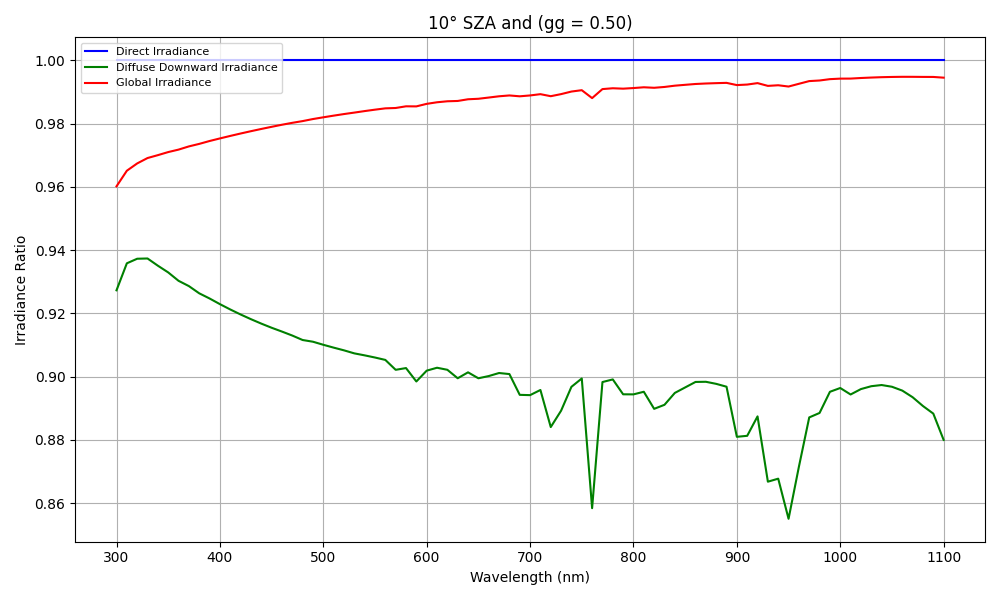 10° SZA and (gg = 0.50)
Direct Irradiance
Diffuse Downward Irradiance
Global Irradiance
Irradiance Ratio
1.00
0.98
0.96
0.94
0.92
0.90
0.88
0.86
300 400 500 600 700 800 900 1000 1100
Wavelength (nm)